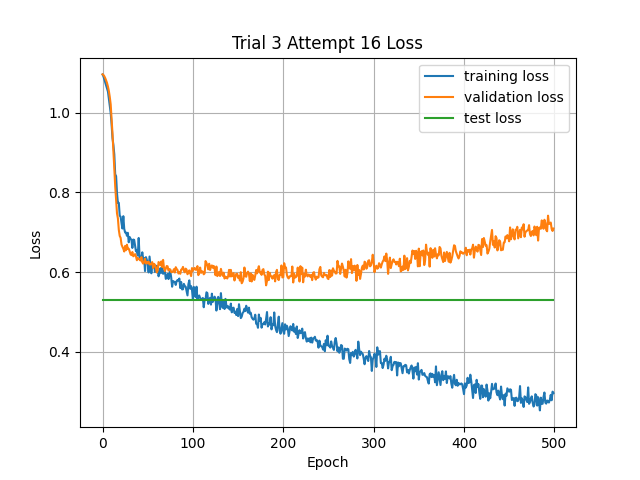 Trial 3 Attempt 16 Loss
training loss
validation loss
test loss
1.0
0.8
0.6
0.4
Loss
0 100 200 300 400 500
Epoch